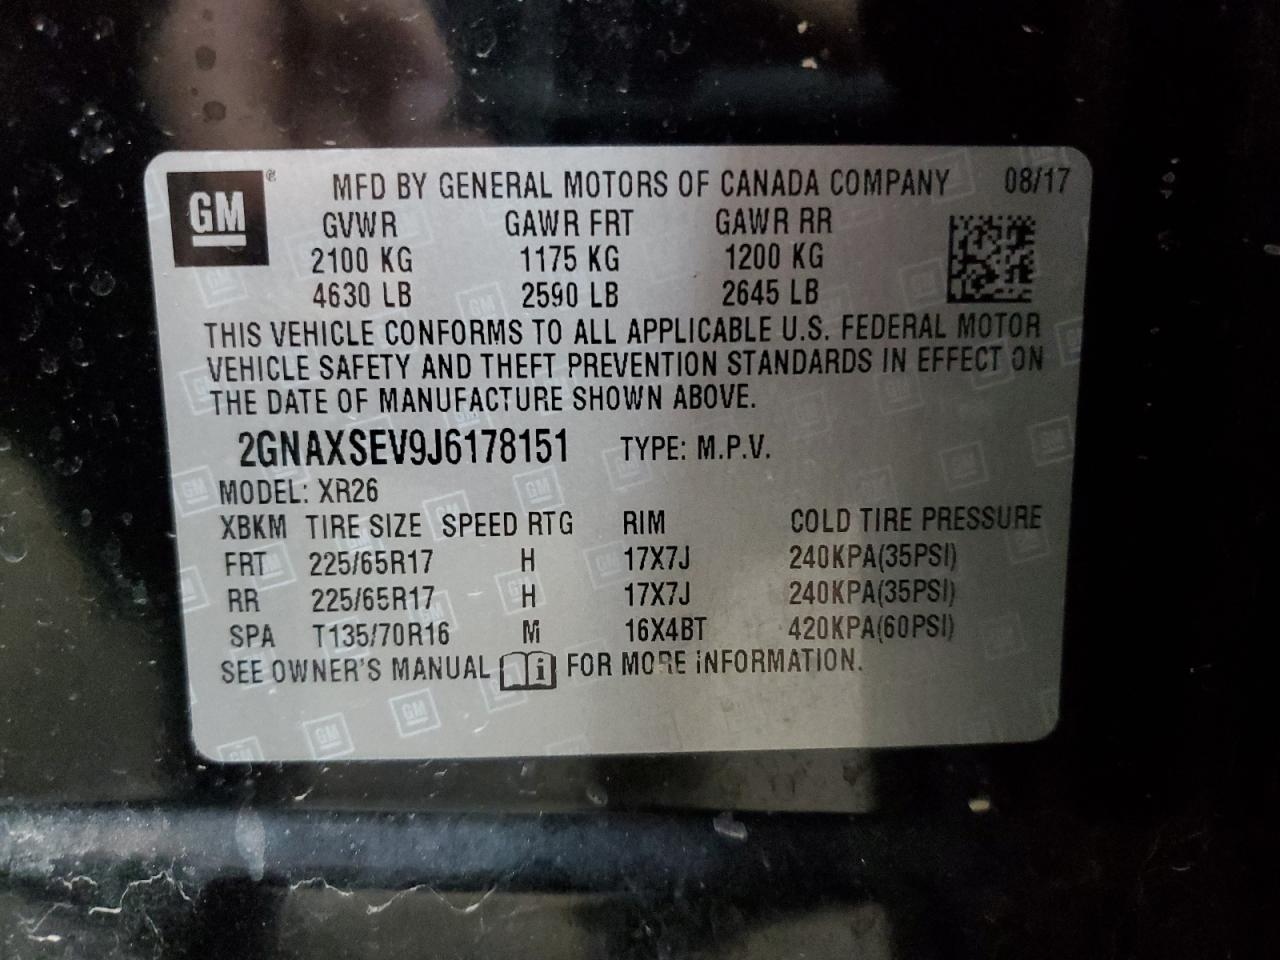 GM ® MFD BY GENERAL MOTORS OF CANADA COMPANY 08/17
GVWR GAWR FRT GAWR RR
2100 KG 1175 KG 1200 KG
4630 LB 2590 LB 2645 LB
THIS VEHICLE CONFORMS TO ALL APPLICABLE U.S. FEDERAL MOTOR
VEHICLE SAFETY AND THEFT PREVENTION STANDARDS IN EFFECT ON
THE DATE OF MANUFACTURE SHOWN ABOVE.
2GNAXSEV9J6178151 TYPE: M.P.V.
MODEL: XR26
XBKM TIRE SIZE SPEED RTG RIM COLD TIRE PRESSURE
FRT 225/65R17 H 17X7J 240KPA(35PSI)
RR 225/65R17 H 17X7J 240KPA(35PSI)
SPA T135/70R16 M 16X4BT 420KPA(60PSI)
SEE OWNER'S MANUAL i FOR MORE INFORMATION.